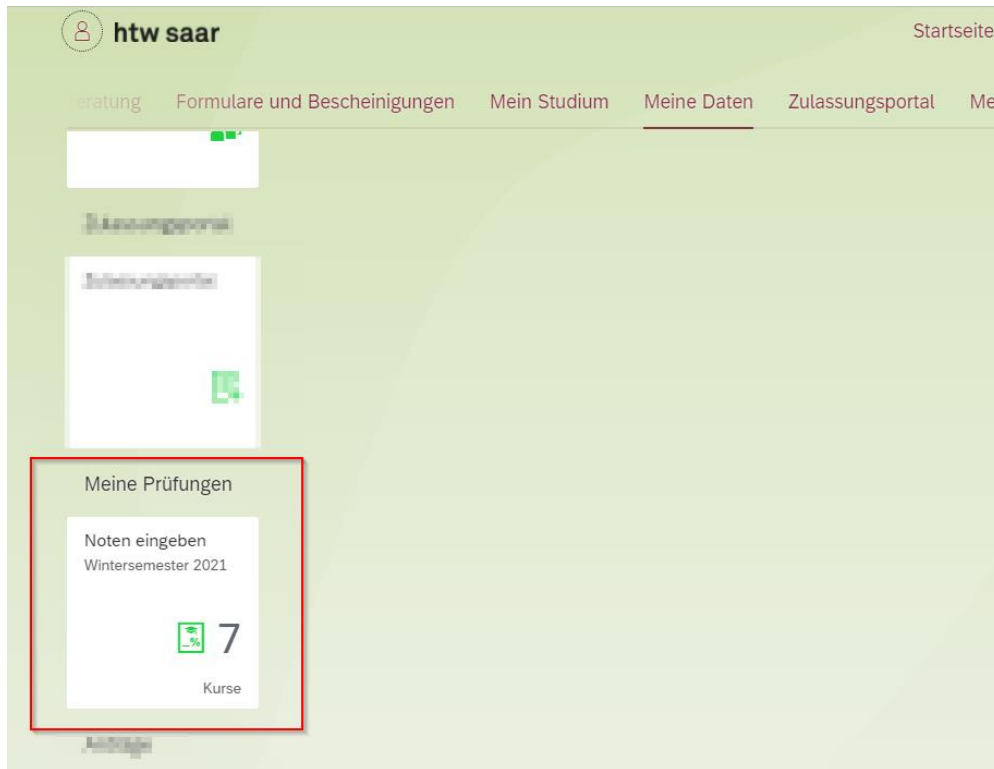 htw saar
Startseite
eratung Formulare und Bescheinigungen Mein Studium Meine Daten Zulassungsportal Me
Meine Prüfungen
Noten eingeben
Wintersemester 2021
7
Kurse